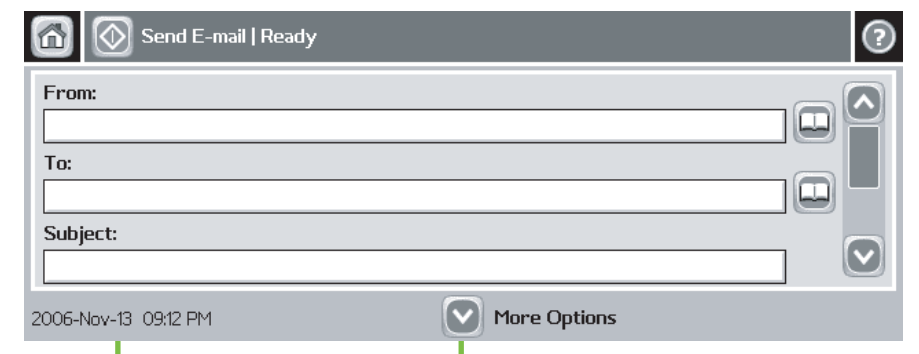 Send E-mail | Ready
?
From:
To:
Subject:
2006-Nov-13 09:12 PM
More Options